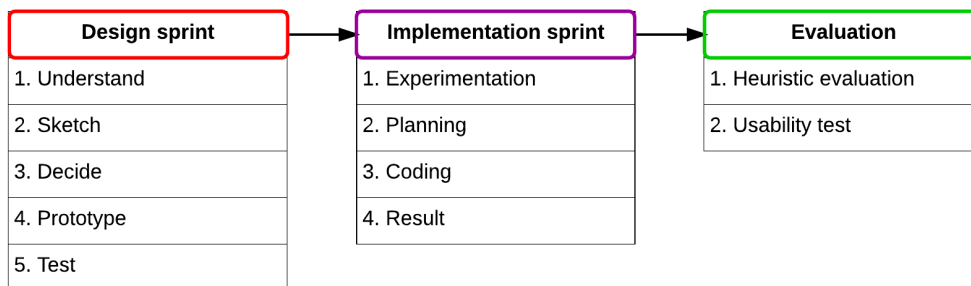 Design sprint
1. Understand
2. Sketch
3. Decide
4. Prototype
5. Test
Implementation sprint
1. Experimentation
2. Planning
3. Coding
4. Result
Evaluation
1. Heuristic evaluation
2. Usability test